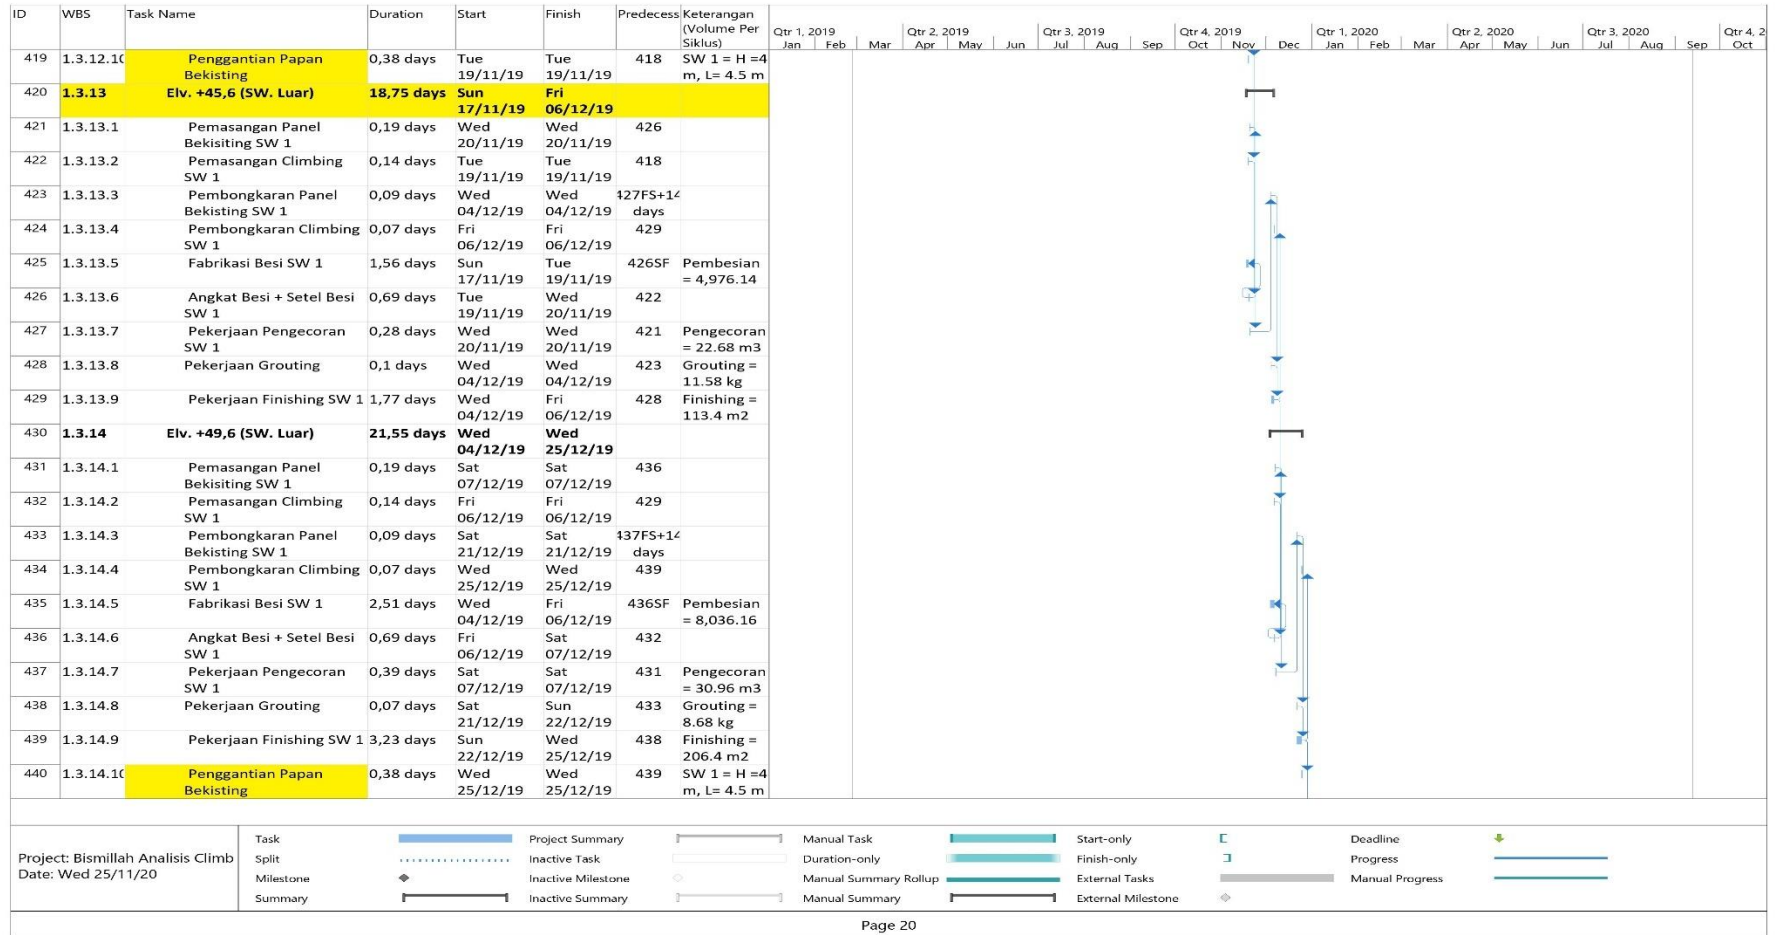 ID WBS Task Name Duration Start Finish Predecess Keterangan
(Volume Per
Siklus)
Qtr 1, 2019 Qtr 2, 2019 Qtr 3, 2019 Qtr 4, 2019 Qtr 1, 2020 Qtr 2, 2020 Qtr 3, 2020 Qtr 4, 2
Jan Feb Mar Apr May Jun Jul Aug Sep Oct Nov Dec Jan Feb Mar Apr May Jun Jul Aug Sep Oct
419 1.3.12.10 Penggantian Papan 0,38 days Tue Tue 418 SW 1 = H =4
Bekisting 19/11/19 19/11/19 m, L= 4.5 m
420 1.3.13 Elv. +45,6 (SW. Luar) 18,75 days Sun Fri
17/11/19 06/12/19
421 1.3.13.1 Pemasangan Panel 0,19 days Wed Wed 426
Bekisiting SW 1 20/11/19 20/11/19
422 1.3.13.2 Pemasangan Climbing 0,14 days Tue Tue 418
SW 1 19/11/19 19/11/19
423 1.3.13.3 Pembongkaran Panel 0,09 days Wed Wed 427FS+14
Bekisting SW 1 04/12/19 04/12/19 days
424 1.3.13.4 Pembongkaran Climbing 0,07 days Fri Fri 429
SW 1 06/12/19 06/12/19
425 1.3.13.5 Fabrikasi Besi SW 1 1,56 days Sun Tue 426SF Pembesian
17/11/19 19/11/19 = 4,976.14
426 1.3.13.6 Angkat Besi + Setel Besi 0,69 days Tue Wed 422
SW 1 19/11/19 20/11/19
427 1.3.13.7 Pekerjaan Pengecoran 0,28 days Wed Wed 421 Pengecoran
SW 1 20/11/19 20/11/19 = 22.68 m3
428 1.3.13.8 Pekerjaan Grouting 0,1 days Wed Wed 423 Grouting =
04/12/19 04/12/19 11.58 kg
429 1.3.13.9 Pekerjaan Finishing SW 1 1,77 days Wed Fri 428 Finishing =
04/12/19 06/12/19 113.4 m2
430 1.3.14 Elv. +49,6 (SW. Luar) 21,55 days Wed Wed
04/12/19 25/12/19
431 1.3.14.1 Pemasangan Panel 0,19 days Sat Sat 436
Bekisiting SW 1 07/12/19 07/12/19
432 1.3.14.2 Pemasangan Climbing 0,14 days Fri Fri 429
SW 1 06/12/19 06/12/19
433 1.3.14.3 Pembongkaran Panel 0,09 days Sat Sat 437FS+14
Bekisting SW 1 21/12/19 21/12/19 days
434 1.3.14.4 Pembongkaran Climbing 0,07 days Wed Wed 439
SW 1 25/12/19 25/12/19
435 1.3.14.5 Fabrikasi Besi SW 1 2,51 days Wed Fri 436SF Pembesian
04/12/19 06/12/19 = 8,036.16
436 1.3.14.6 Angkat Besi + Setel Besi 0,69 days Fri Sat 432
SW 1 06/12/19 07/12/19
437 1.3.14.7 Pekerjaan Pengecoran 0,39 days Sat Sat 431 Pengecoran
SW 1 07/12/19 07/12/19 = 30.96 m3
438 1.3.14.8 Pekerjaan Grouting 0,07 days Sat Sun 433 Grouting =
21/12/19 22/12/19 8.68 kg
439 1.3.14.9 Pekerjaan Finishing SW 1 3,23 days Sun Wed 438 Finishing =
22/12/19 25/12/19 206.4 m2
440 1.3.14.10 Penggantian Papan 0,38 days Wed Wed 439 SW 1 = H =4
Bekisting 25/12/19 25/12/19 m, L= 4.5 m
Project: Bismillah Analisis Climb
Date: Wed 25/11/20
Task Project Summary Manual Task Start-only Deadline
Split Inactive Task Duration-only Finish-only Progress
Milestone Inactive Milestone Manual Summary Rollup External Tasks Manual Progress
Summary Inactive Summary Manual Summary External Milestone
Page 20